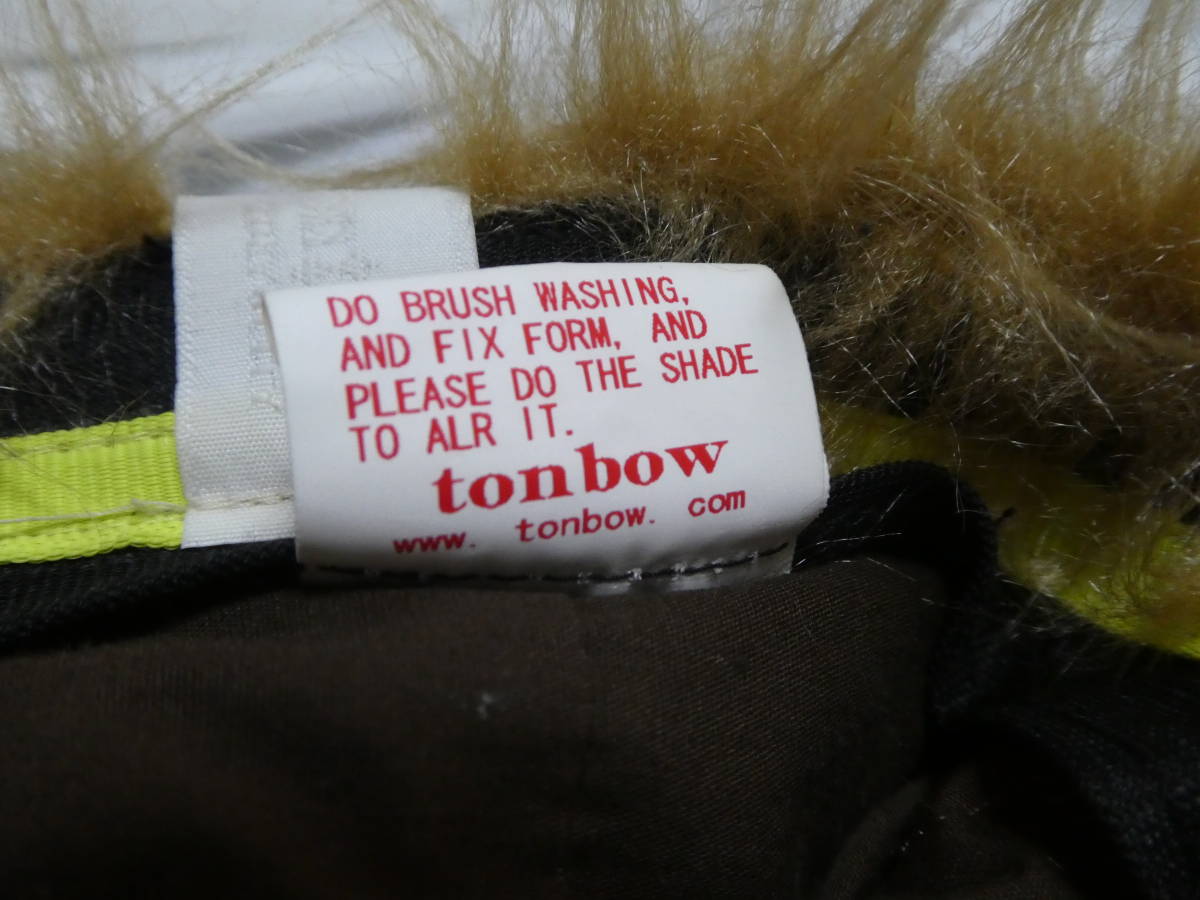 DO BRUSH WASHING,
AND FIX FORM, AND
PLEASE DO THE SHADE
TO ALR IT.
tonbow
www. tonbow. com